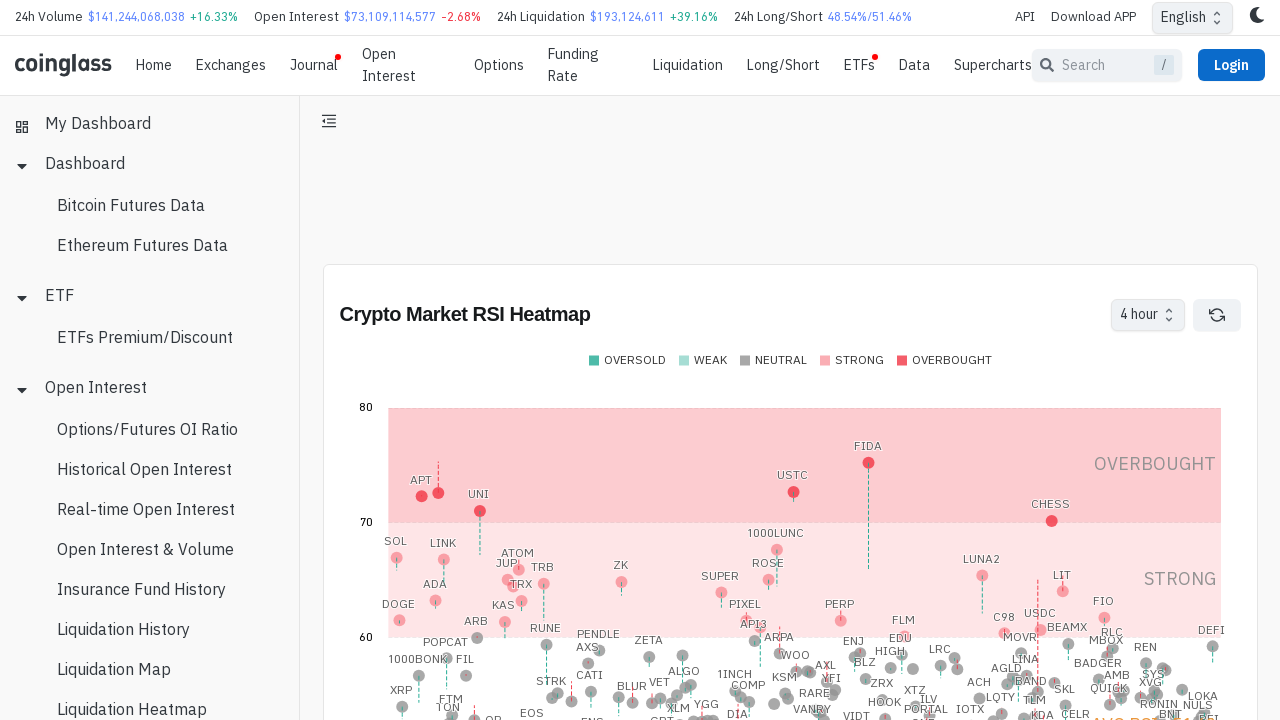 24h Volume $141,244,068,038 +16.33% Open Interest $73,109,114,577 -2.68% 24h Liquidation $193,124,611 +39.16% 24h Long/Short 48.54%/51.46% API Download APP English
coinglass Home Exchanges Journal Open Interest Options Funding Rate Liquidation Long/Short ETFs Data Supercharts Search / Login
My Dashboard
Dashboard
Bitcoin Futures Data
Ethereum Futures Data
ETF
ETFs Premium/Discount
Open Interest
Options/Futures OI Ratio
Historical Open Interest
Real-time Open Interest
Open Interest & Volume
Insurance Fund History
Liquidation History
Liquidation Map
Liquidation Heatmap
Crypto Market RSI Heatmap 4 hour
OVERSOLD WEAK NEUTRAL STRONG OVERBOUGHT
80
FIDA
OVERBOUGHT
APT USTC
UNI
CHESS
70
SOL LINK 1000LUNC
ATOM
JUP TRB ZK ROSE LUNA2
SUPER LIT STRONG
ADA TRX
DOGE KAS PIXEL PERP FIO
USDC
ARB API3 FLM C98
RUNE BEAMX RLC DEFI
60
POPCAT PENDLE ZETA ARPA ENJ EDU MOVR MBOX
AXS WOO HIGH LRC REN
1000BONK FIL BLZ LINA BADGER
AXL AGLD
STRK CATI ALGO 1INCH KSM YFI ZRX ACH BAND AMB SYS
XRP BLUR VET COMP RARE XTZ SKL QUICK XVG
FTM YGG HOOK ILV LQTY TLM LOKA
TON XLM VANRY PORTAL IOTX RONIN NULS
EOS DIA VIDT KDA CELR BNT